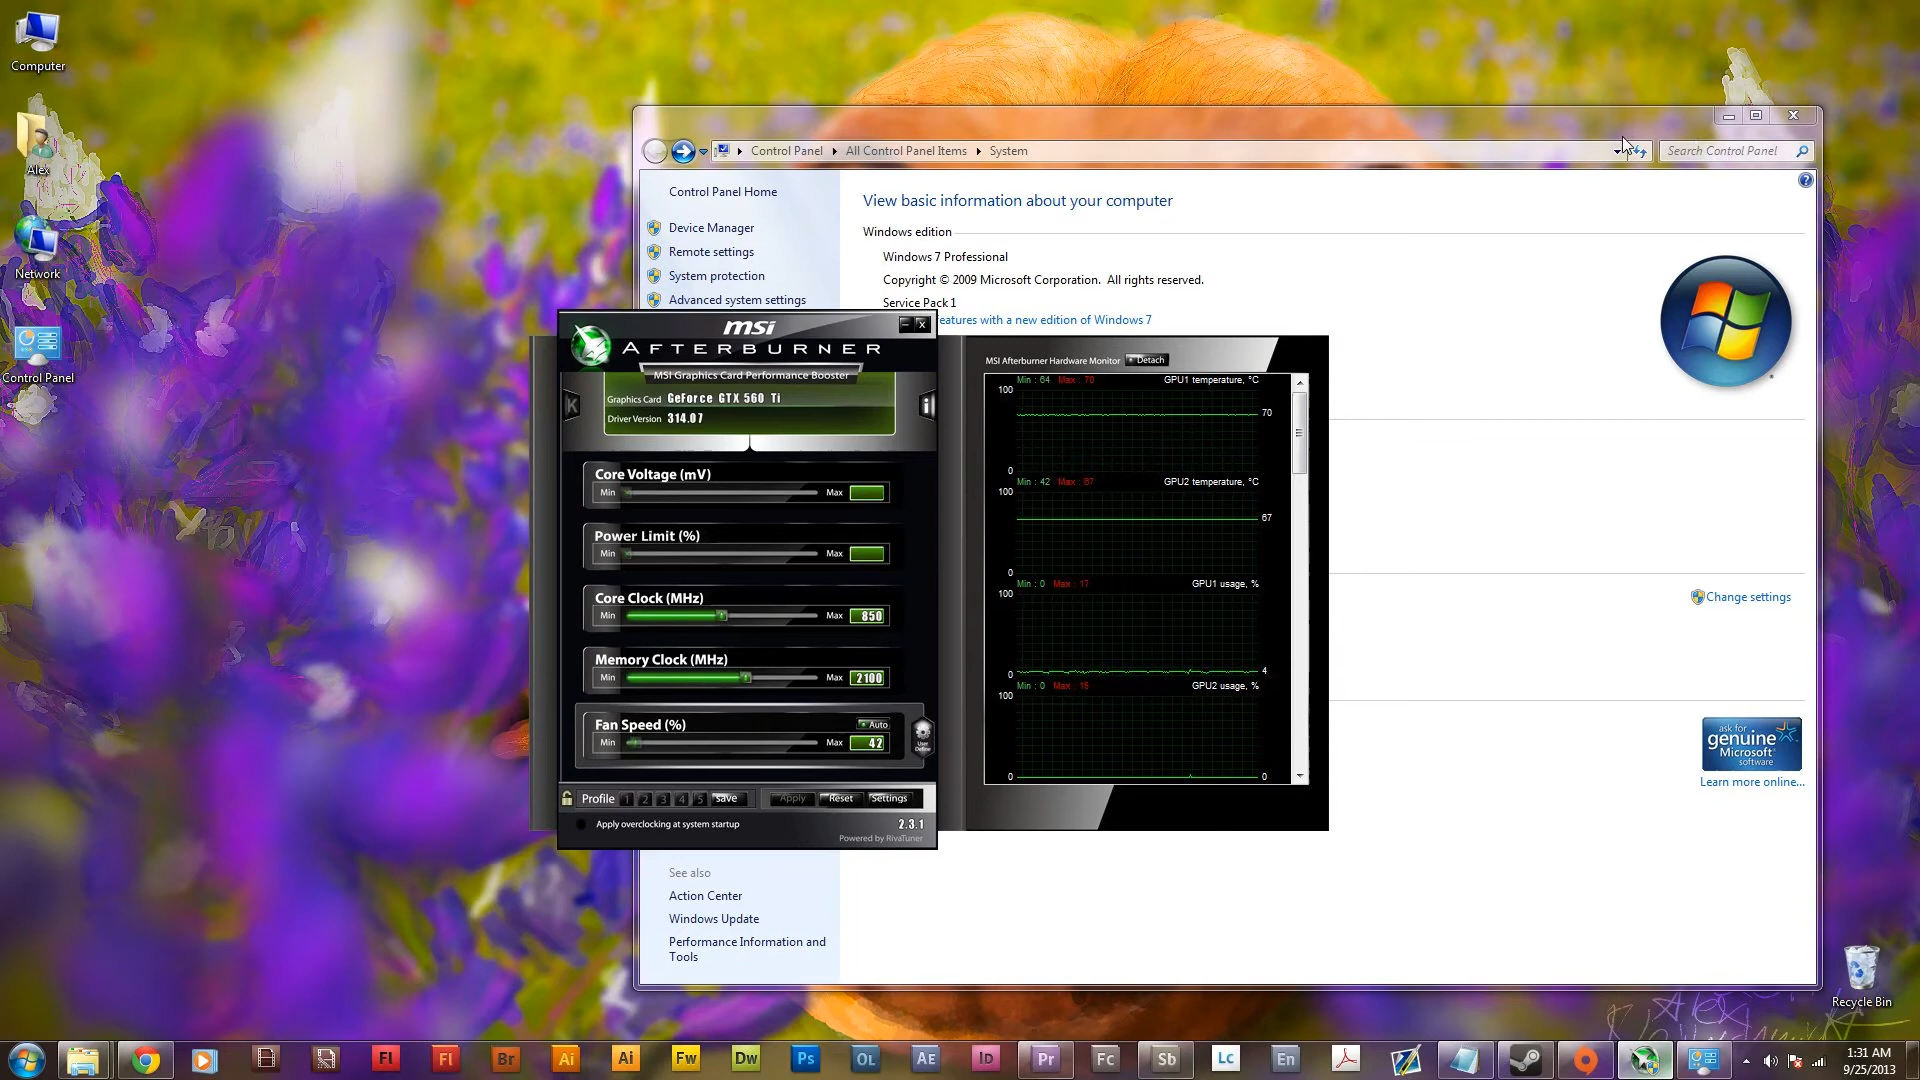 Computer
Alex
Network
Control Panel
Control Panel
All Control Panel Items
System
Search Control Panel
Control Panel Home
Device Manager
Remote settings
System protection
Advanced system settings
View basic information about your computer
Windows edition
Windows 7 Professional
Copyright © 2009 Microsoft Corporation.  All rights reserved.
Service Pack 1
eatures with a new edition of Windows 7
Change settings
ask for
genuine
Microsoft
software
Learn more online...
See also
Action Center
Windows Update
Performance Information and
Tools
msi
AFTERBURNER
MSI Graphics Card Performance Booster
K
i
Graphics Card GeForce GTX 560 Ti
Driver Version 314.07
Core Voltage (mV)
Min Max
Power Limit (%)
Min Max
Core Clock (MHz)
Min Max 850
Memory Clock (MHz)
Min Max 2100
Fan Speed (%) Auto
Min Max 42
User Define
Profile 1 2 3 4 5 save Apply Reset Settings
Apply overclocking at system startup 2.3.1
Powered by RivaTuner
MSI Afterburner Hardware Monitor Detach
Min : 64 Max : 70 GPU1 temperature, °C
100
70
0
Min : 42 Max : 67 GPU2 temperature, °C
100
67
0
Min : 0 Max : 17 GPU1 usage, %
100
4
0
Min : 0 Max : 15 GPU2 usage, %
100
0 0
Recycle Bin
Alex
Fl Fl Br Ai Ai Fw Dw Ps OL AE ID Pr Fc Sb Lc En
1:31 AM
9/25/2013